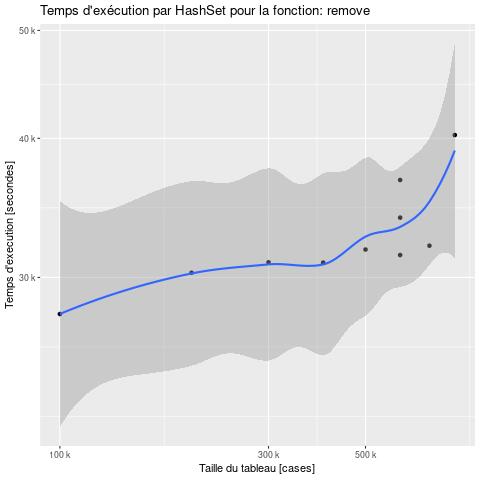 Temps d'exécution par HashSet pour la fonction: remove
50 k
40 k
30 k
Temps d'execution [secondes]
100 k
300 k
500 k
Taille du tableau [cases]